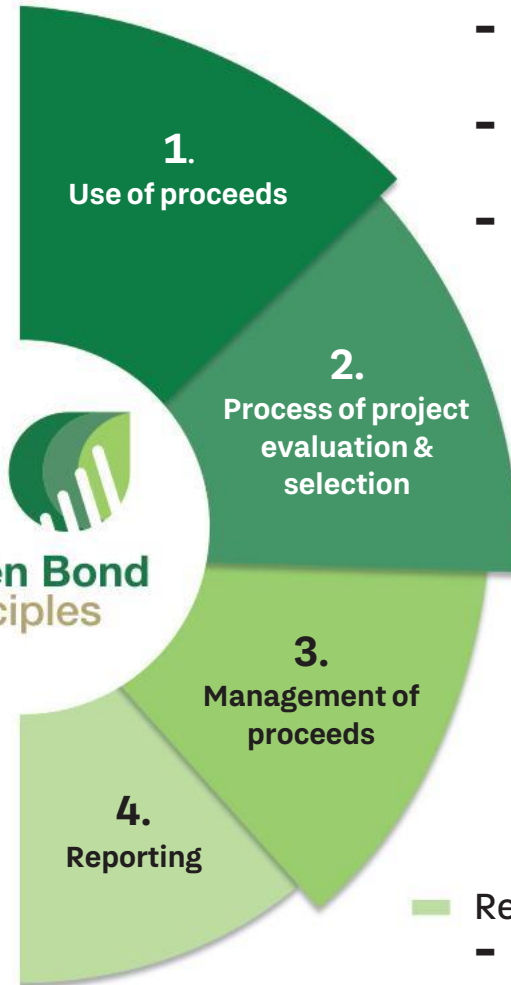 -
-
-
1.
Use of proceeds
2.
Process of project
evaluation &
selection
en Bond
ciples
3.
Management of
proceeds
4.
Reporting
Re
-